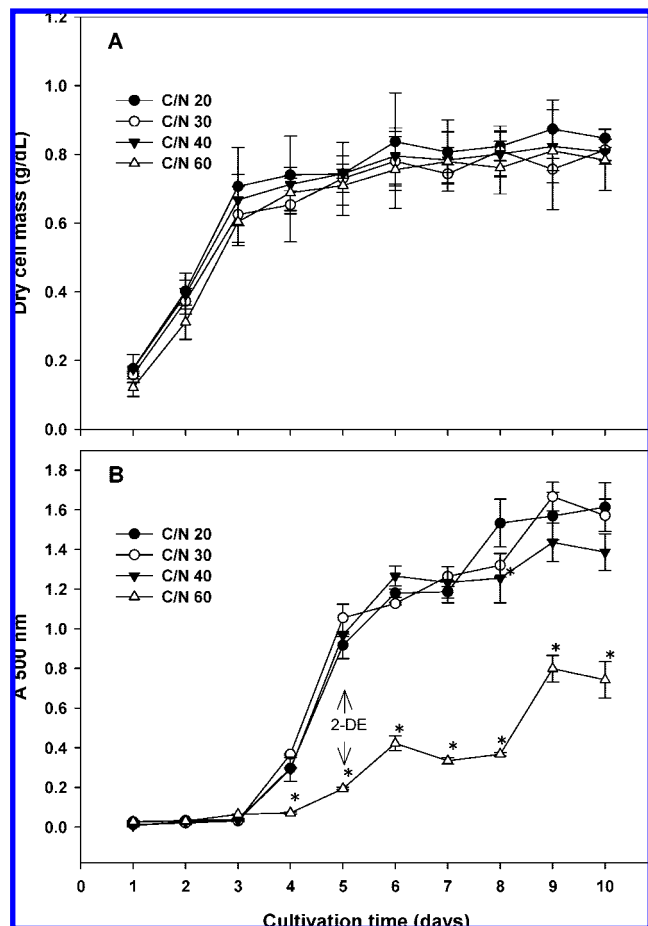 1.2
A
C/N 20
C/N 30
C/N 40
C/N 60
1.0
0.8
0.6
0.4
0.2
0.0
Dry cell mass (g/dL)
B
C/N 20
C/N 30
C/N 40
C/N 60
1.8
1.6
1.4
1.2
1.0
0.8
0.6
0.4
0.2
0.0
A 500 nm
*
2-DE
* * * * * * *
0 1 2 3 4 5 6 7 8 9 10
Cultivation time (days)